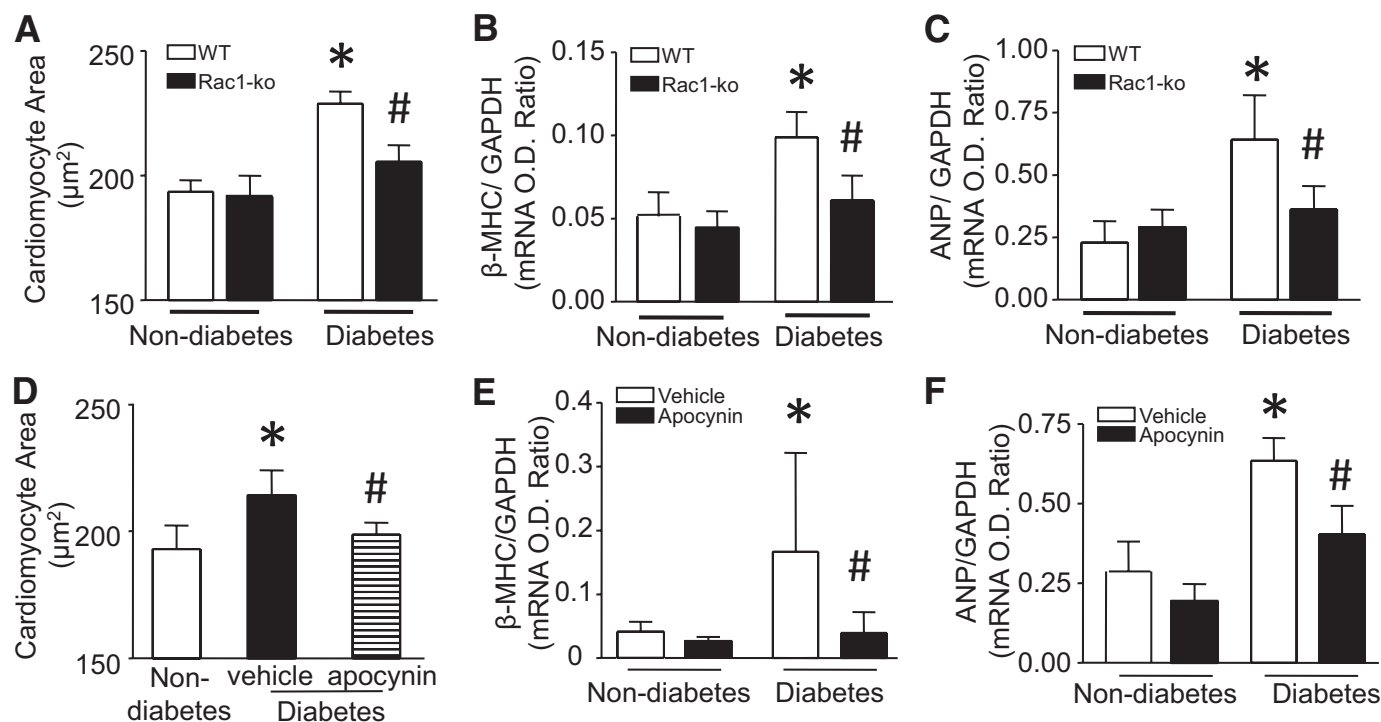 A
Cardiomyocyte Area
(µm²)
250
200
150
WT
Rac1-ko
*
#
Non-diabetes
Diabetes
B
β-MHC/ GAPDH
(mRNA O.D. Ratio)
0.15
0.10
0.05
0.00
WT
Rac1-ko
*
#
Non-diabetes
Diabetes
C
ANP/ GAPDH
(mRNA O.D. Ratio)
1.00
0.75
0.50
0.25
0.00
WT
Rac1-ko
*
#
Non-diabetes
Diabetes
D
Cardiomyocyte Area
(µm²)
250
200
150
*
#
Non-
diabetes
vehicle
apocynin
Diabetes
E
β-MHC/GAPDH
(mRNA O.D. Ratio)
0.4
0.3
0.2
0.1
0
Vehicle
Apocynin
*
#
Non-diabetes
Diabetes
F
ANP/GAPDH
(mRNA O.D. Ratio)
0.75
0.50
0.25
0.00
Vehicle
Apocynin
*
#
Non-diabetes
Diabetes